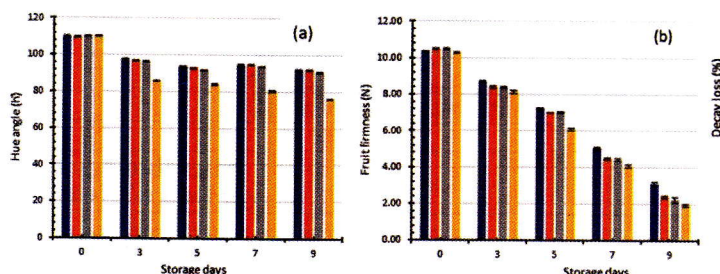 (a)
Hue angle (h̊)
120
100
80
60
40
20
0
0 3 5 7 9
Storage days
(b)
Fruit firmness (N)
12.00
10.00
8.00
6.00
4.00
2.00
0.00
0 3 5 7 9
Storage days
Decay loss (%)